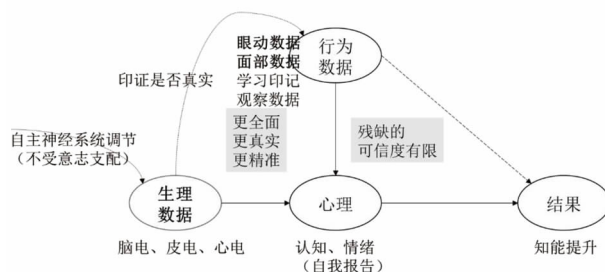 眼动数据
面部数据
学习印记
观察数据
行为
数据
印证是否真实
更全面
更真实
更精准
残缺的
可信度有限
自主神经系统调节
（不受意志支配）
生理
数据
心理
结果
脑电、皮电、心电
认知、情绪
（自我报告）
知能提升